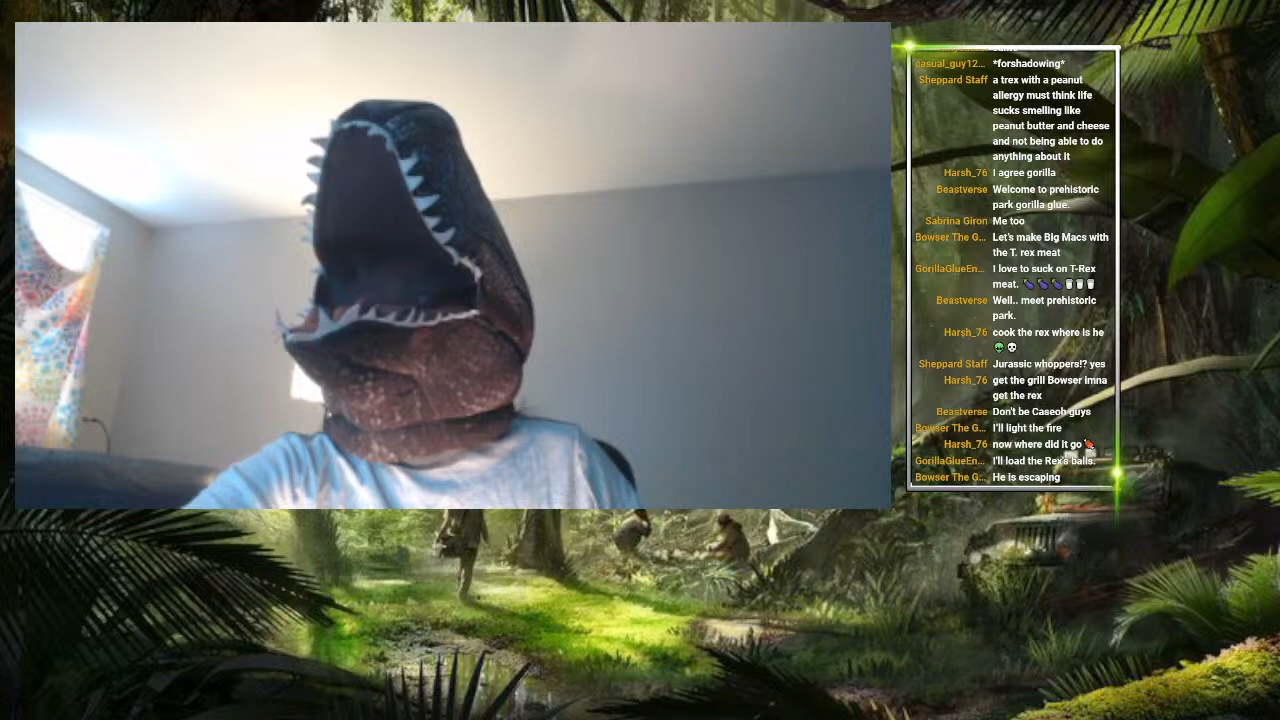 casual_guy12... *forshadowing*
Sheppard Staff a trex with a peanut
allergy must think life
sucks smelling like
peanut butter and cheese
and not being able to do
anything about it
Harsh_76 I agree gorilla
Beastverse Welcome to prehistoric
park gorilla glue.
Sabrina Giron Me too
Bowser The G... Let's make Big Macs with
the T. rex meat
GorillaGlueEn... I love to suck on T-Rex
meat. 🍆🍆🍆🥛🥛🥛
Beastverse Well.. meet prehistoric
park.
Harsh_76 cook the rex where is he
👽💀
Sheppard Staff Jurassic whoppers!? yes
Harsh_76 get the grill Bowser imna
get the rex
Beastverse Don't be Caseoh guys
Bowser The G... I'll light the fire
Harsh_76 now where did it go 🍖
GorillaGlueEn... I'll load the Rex's balls.
Bowser The G... He is escaping